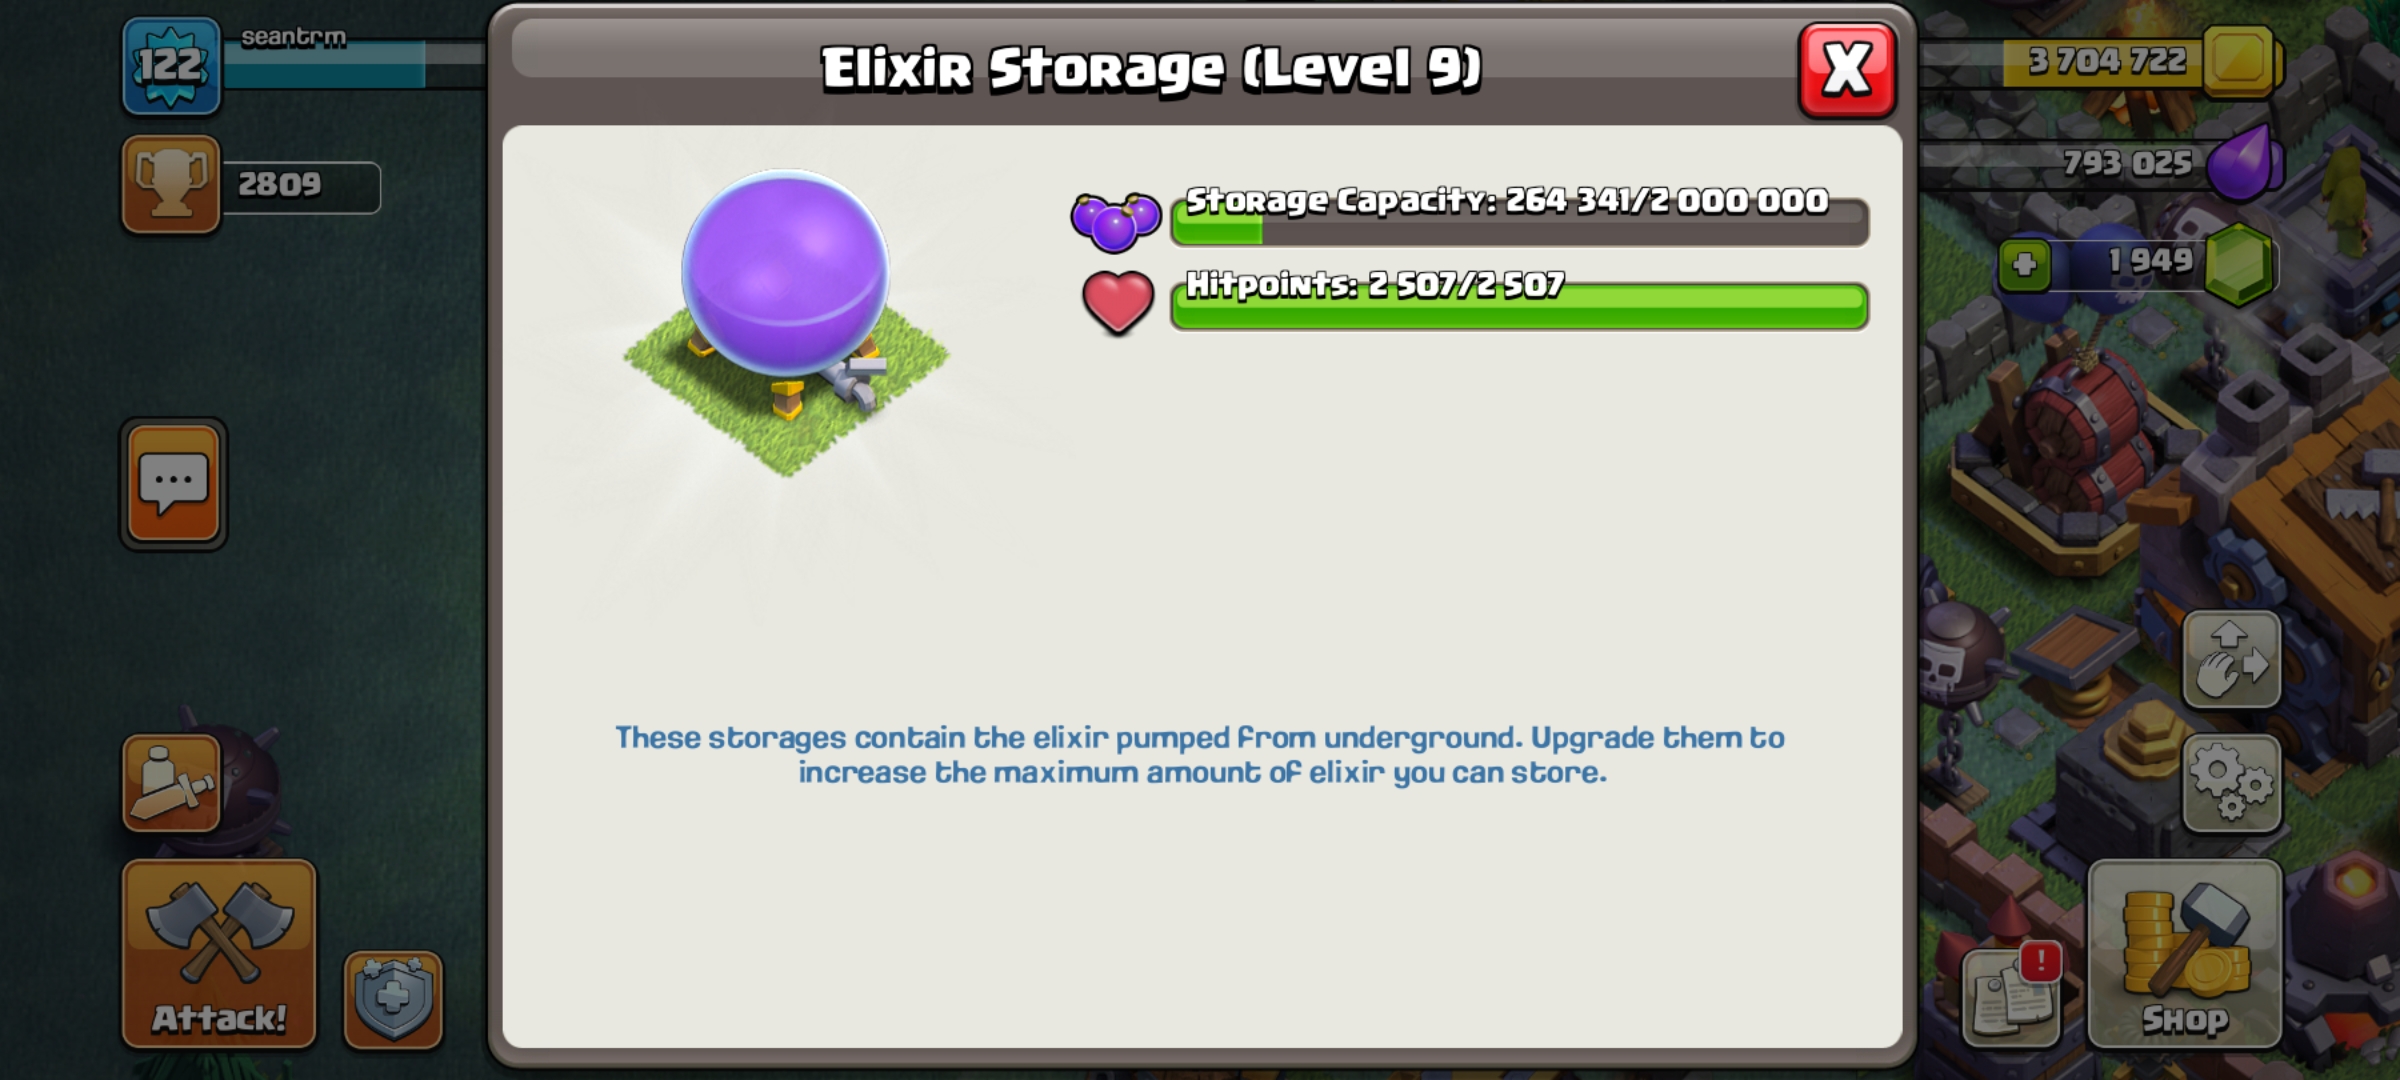 122
seantrm
2809
Elixir Storage (Level 9)
X
3 704 722
793 025
1 949
Storage Capacity: 264 341/2 000 000
Hitpoints: 2 507/2 507
These storages contain the elixir pumped from underground. Upgrade them to
increase the maximum amount of elixir you can store.
Attack!
!
Shop